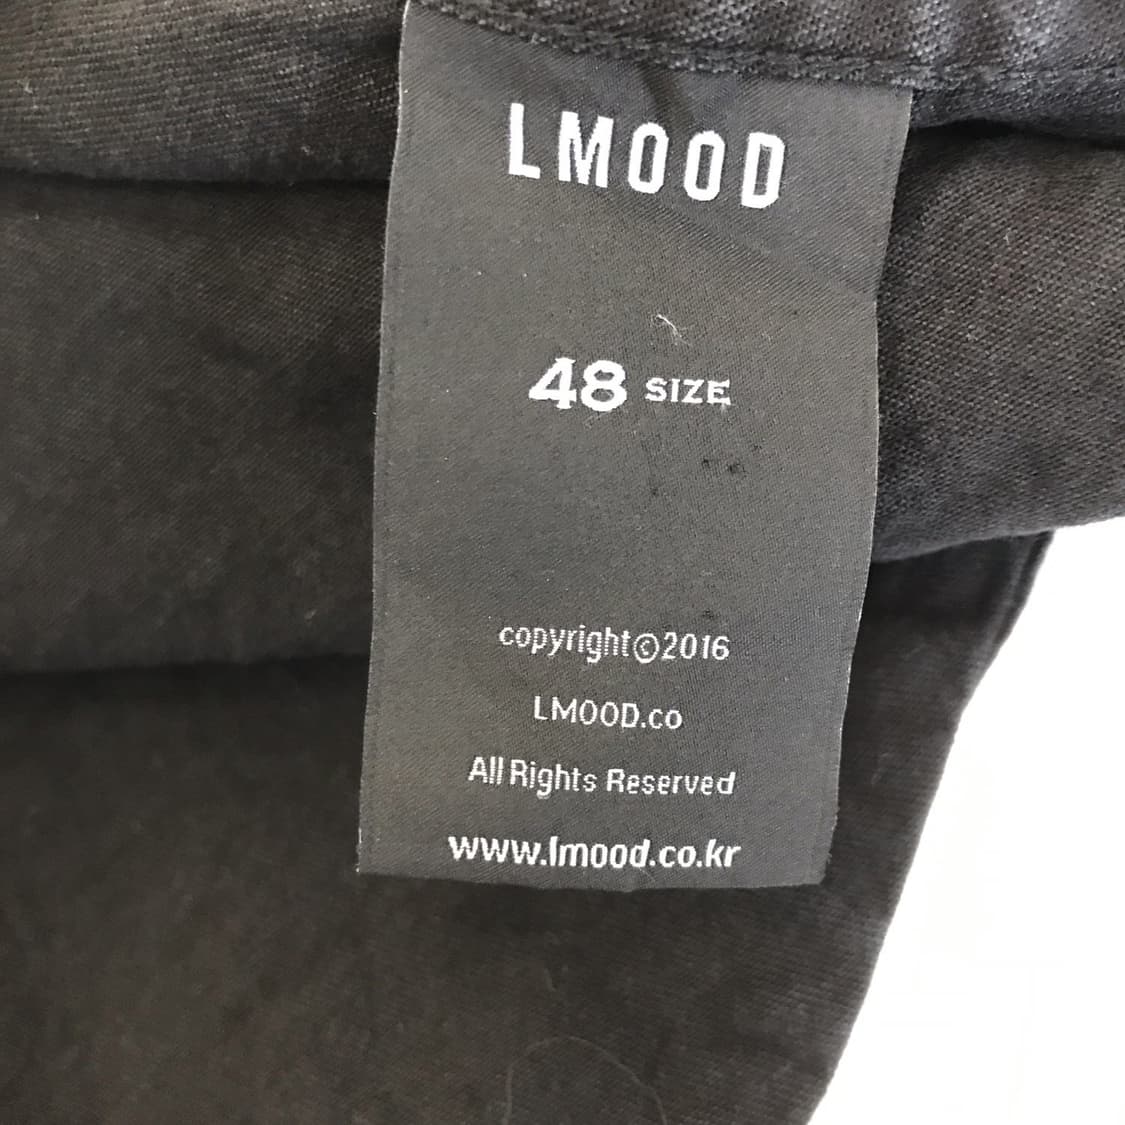 LMOOD
48 SIZE
copyright©2016
LMOOD.co
All Rights Reserved
www.lmood.co.kr